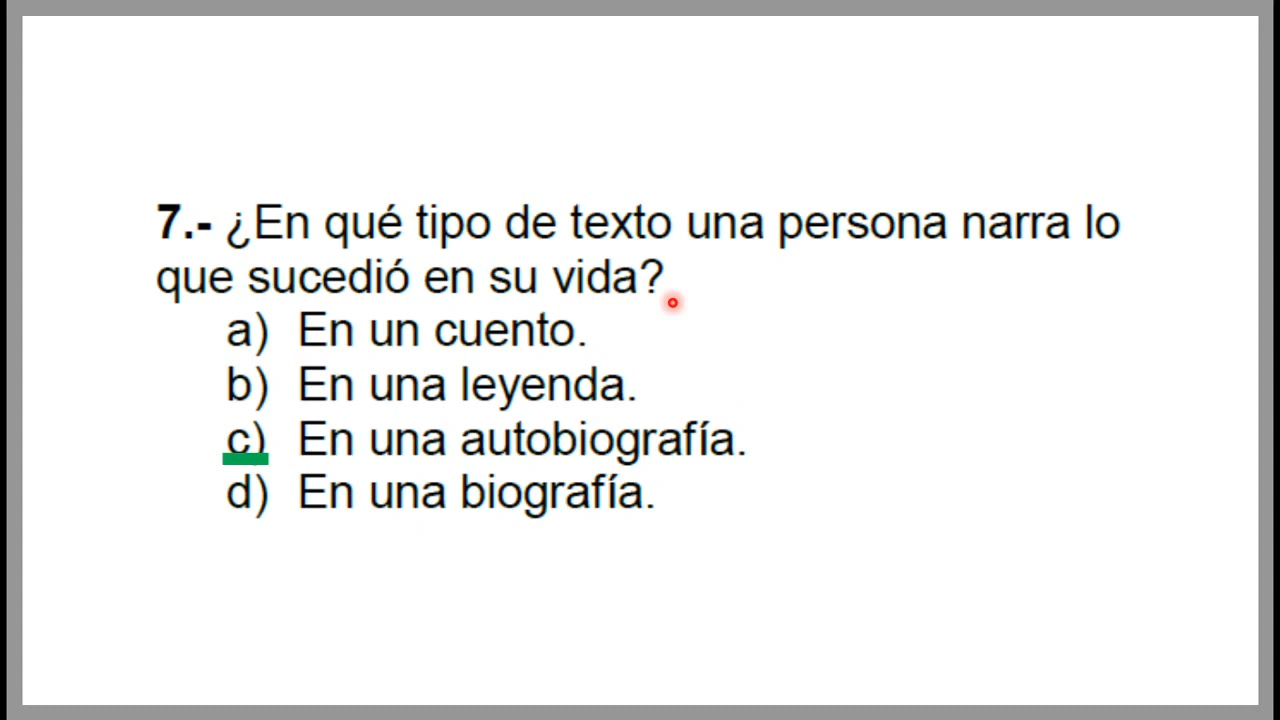 7.- ¿En qué tipo de texto una persona narra lo
que sucedió en su vida?
a) En un cuento.
b) En una leyenda.
c) En una autobiografía.
d) En una biografía.